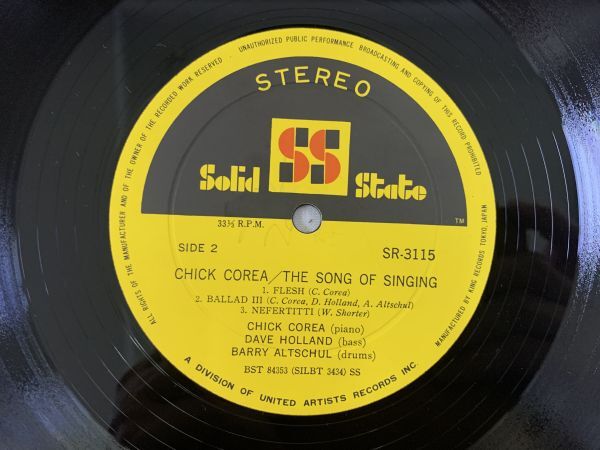 UNAUTHORIZED PUBLIC PERFORMANCE BROADCASTING AND COPYING OF THIS RECORD PROHIBITED
ALL RIGHTS OF THE MANUFACTURER AND OF THE OWNER OF THE RECORDED WORK RESERVED
STEREO
SS
Solid State
TM
33⅓ R.P.M.
SIDE 2 SR-3115
CHICK COREA/THE SONG OF SINGING
1. FLESH (C. Corea)
2. BALLAD III (C. Corea, D. Holland, A. Altschul)
3. NEFERTITTI (W. Shorter)
CHICK COREA (piano)
DAVE HOLLAND (bass)
BARRY ALTSCHUL (drums)
BST 84353 (SILBT 3434) SS
A DIVISION OF UNITED ARTISTS RECORDS INC.
MANUFACTURED BY KING RECORDS TOKYO, JAPAN